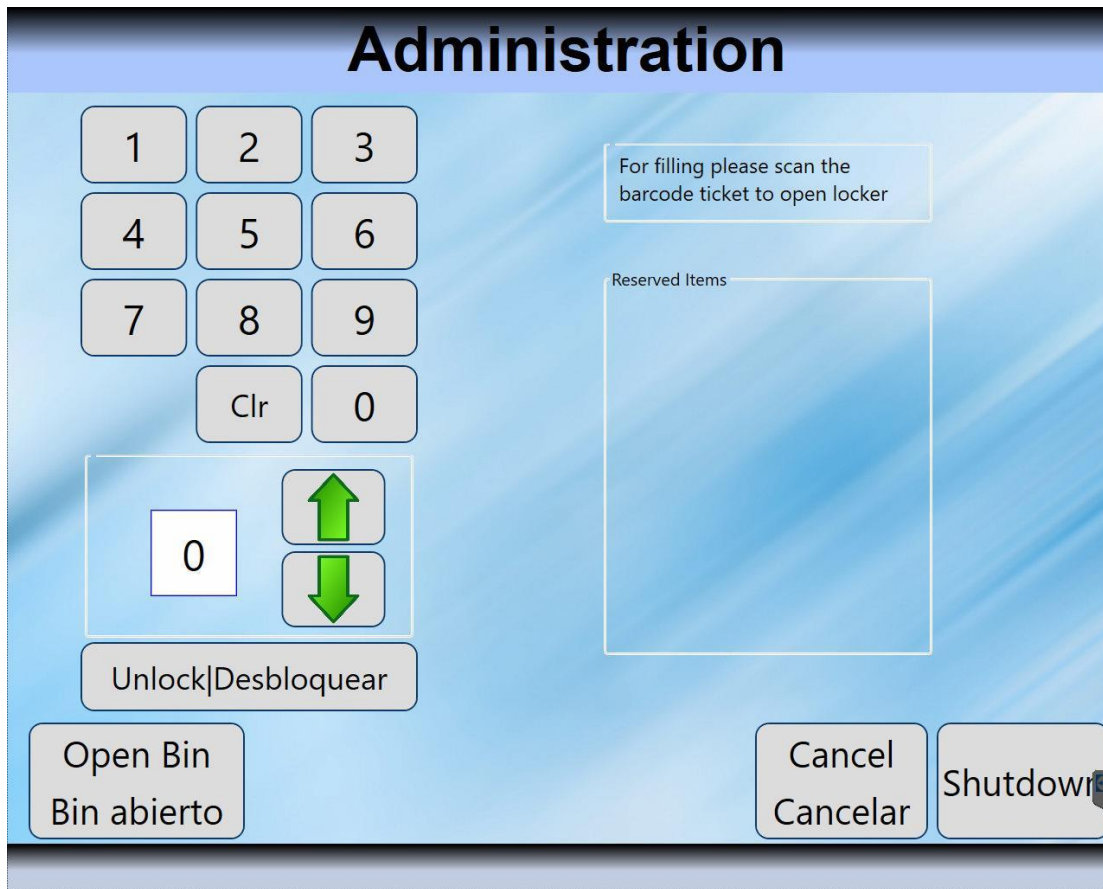 Administration
1 2 3
4 5 6
7 8 9
Clr 0
0
Unlock|Desbloquear
Open Bin
Bin abierto
For filling please scan the
barcode ticket to open locker
Reserved Items
Cancel
Cancelar
Shutdown